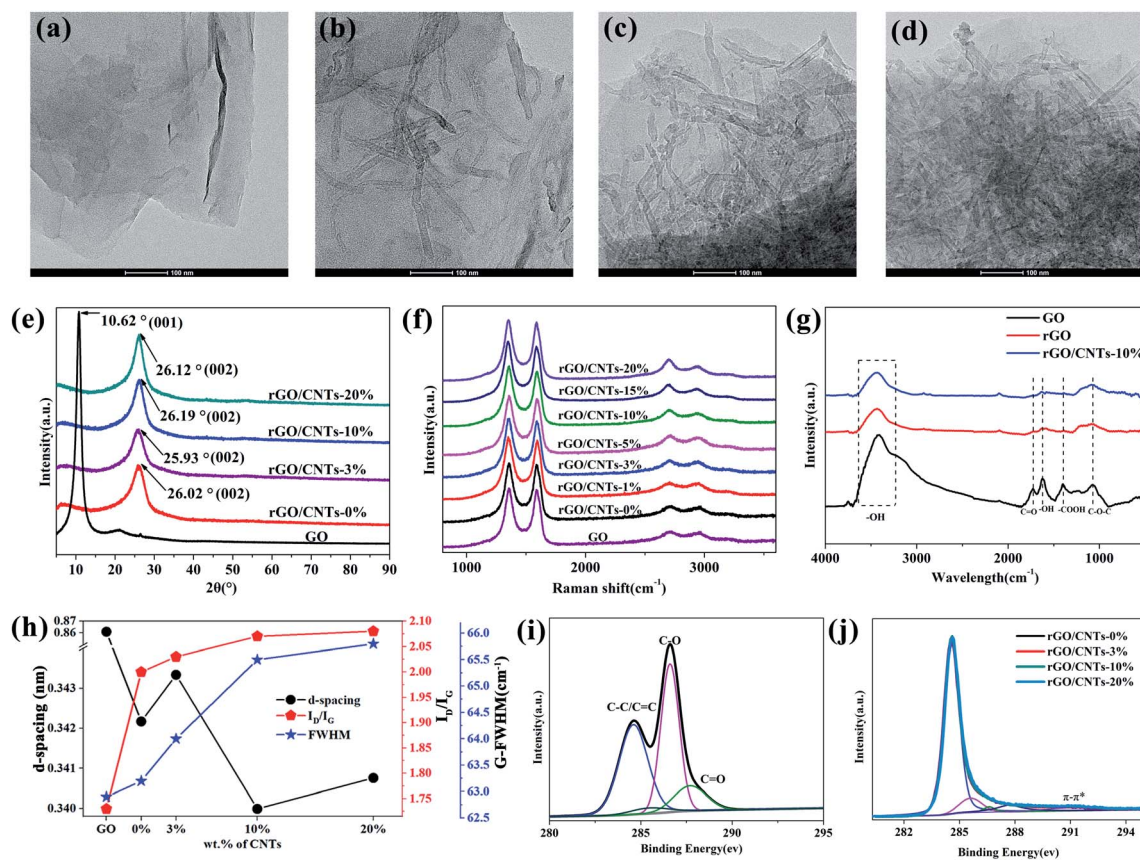 (a)
(b)
(c)
(d)
100 nm
100 nm
100 nm
100 nm
(e)
10.62 ° (001)
26.12 ° (002)
rGO/CNTs-20%
26.19 ° (002)
rGO/CNTs-10%
25.93 ° (002)
rGO/CNTs-3%
26.02 ° (002)
rGO/CNTs-0%
GO
Intensity(a.u.)
10 20 30 40 50 60 70 80 90
2θ(°)
(f)
rGO/CNTs-20%
rGO/CNTs-15%
rGO/CNTs-10%
rGO/CNTs-5%
rGO/CNTs-3%
rGO/CNTs-1%
rGO/CNTs-0%
GO
Intensity(a.u.)
1000 2000 3000
Raman shift(cm⁻¹)
(g)
GO
rGO
rGO/CNTs-10%
Intensity(a.u.)
-OH
C=O
-OH
-COOH
C-O-C
4000 3000 2000 1000
Wavelength(cm⁻¹)
(h)
d-spacing (nm)
0.87
0.86
0.343
0.342
0.341
0.340
d-spacing
I_D/I_G
FWHM
GO 0% 3% 10% 20%
wt.% of CNTs
2.10
2.05
2.00
1.95
1.90
1.85
1.80
1.75
I_D/I_G
66.0
65.5
65.0
64.5
64.0
63.5
63.0
62.5
G-FWHM(cm⁻¹)
(i)
C-O
C-C/C=C
C=O
Intensity(a.u.)
280 285 290 295
Binding Energy(ev)
(j)
rGO/CNTs-0%
rGO/CNTs-3%
rGO/CNTs-10%
rGO/CNTs-20%
π-π*
Intensity(a.u.)
282 285 288 291 294
Binding Energy(ev)